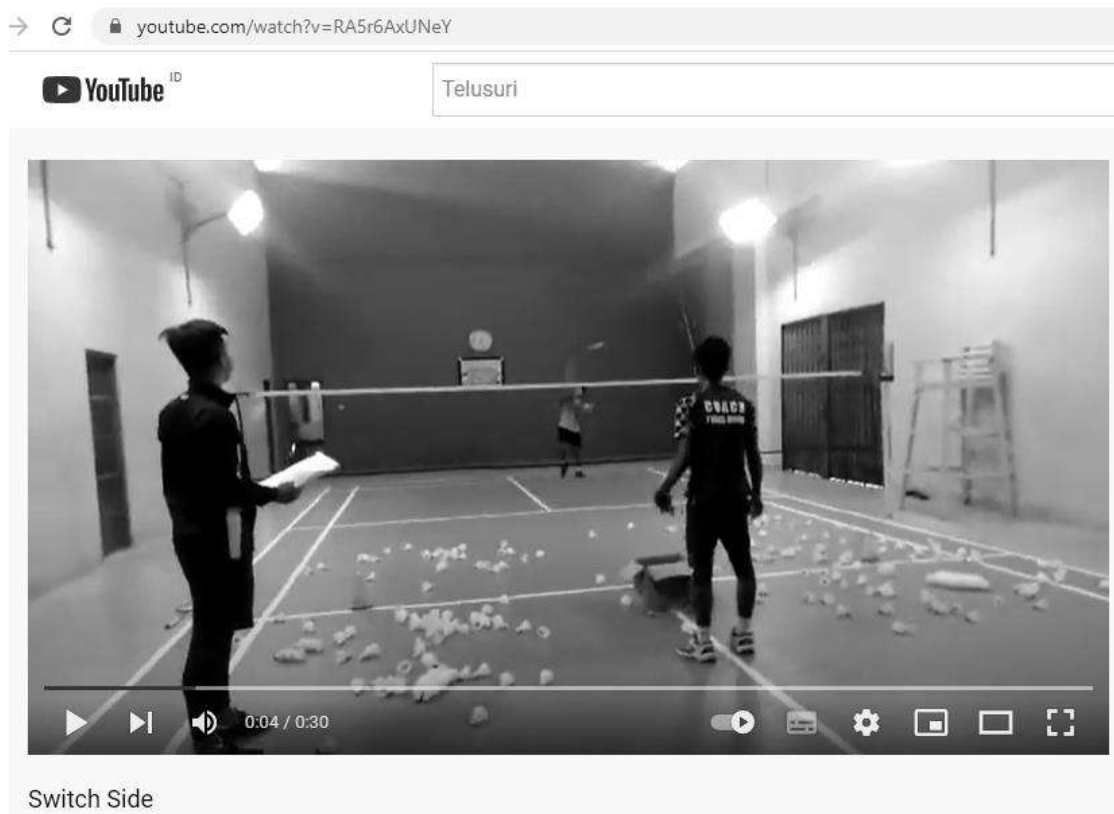 youtube.com/watch?v=RA5r6AxUNeY
YouTube ID
Telusuri
COACH
0:04 / 0:30
Switch Side